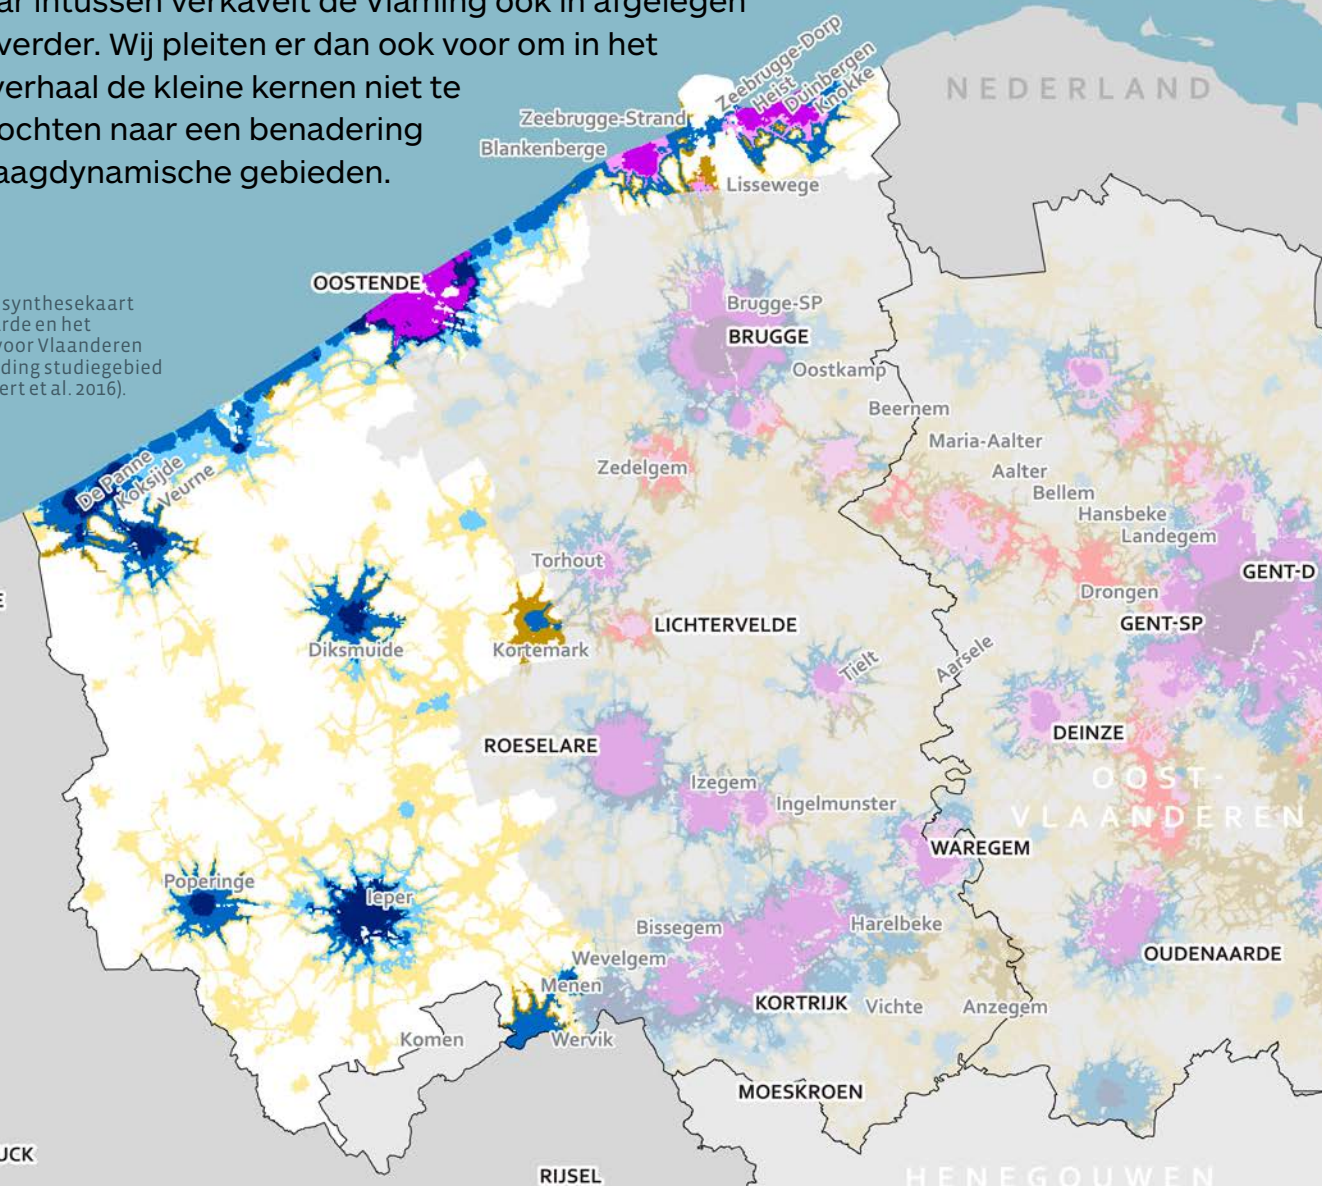 ar intussen verkavelt de Vlaming ook in afgelegen
verder. Wij pleiten er dan ook voor om in het
verhaal de kleine kernen niet te
ochten naar een benadering
aagdynamische gebieden.
synthesekaart
rde en het
voor Vlaanderen
ding studiegebied
ert et al. 2016).
NEDERLAND
Zeebrugge-Dorp
Heist
Duinbergen
Knokke
Zeebrugge-Strand
Blankenberge
Lissewege
OOSTENDE
Brugge-SP
BRUGGE
Oostkamp
Beernem
Maria-Aalter
Zedelgem
Aalter
De Panne
Koksijde
Veurne
Bellem
Hansbeke
Landegem
Torhout
GENT-D
E
Drongen
LICHTERVELDE
GENT-SP
Diksmuide
Kortemark
Tielt
Aarsele
DEINZE
ROESELARE
OOST-
VLAANDEREN
Izegem
Ingelmunster
WAREGEM
Poperinge
Ieper
Bissegem
Harelbeke
OUDENAARDE
Wevelgem
Menen
KORTRIJK
Vichte
Anzegem
Komen
Wervik
MOESKROEN
JCK
RIJSEL
HENEGOUWEN